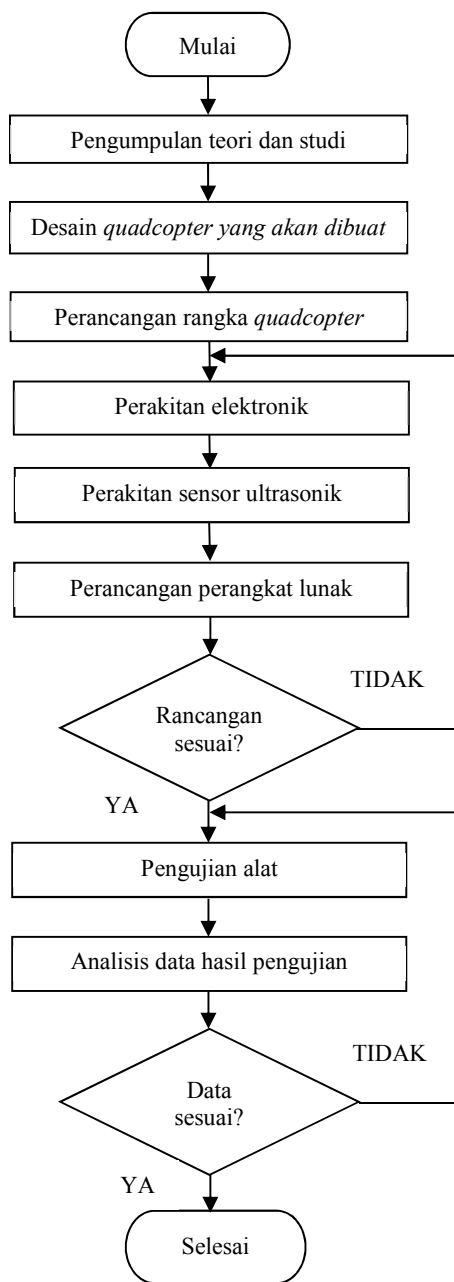 Mulai
Pengumpulan teori dan studi
Desain quadcopter yang akan dibuat
Perancangan rangka quadcopter
Perakitan elektronik
Perakitan sensor ultrasonik
Perancangan perangkat lunak
TIDAK
Rancangan
sesuai?
YA
Pengujian alat
Analisis data hasil pengujian
TIDAK
Data
sesuai?
YA
Selesai